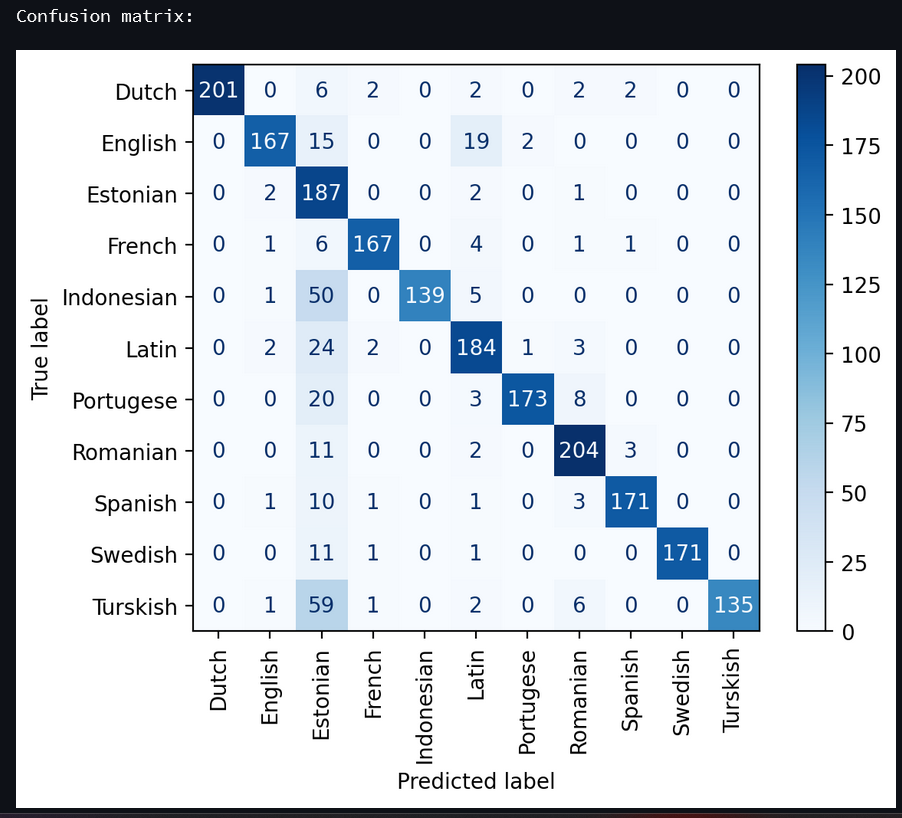 Confusion matrix:
Dutch 201 0 6 2 0 2 0 2 2 0 0
English 0 167 15 0 0 19 2 0 0 0 0
Estonian 0 2 187 0 0 2 0 1 0 0 0
French 0 1 6 167 0 4 0 1 1 0 0
Indonesian 0 1 50 0 139 5 0 0 0 0 0
Latin 0 2 24 2 0 184 1 3 0 0 0
Portugese 0 0 20 0 0 3 173 8 0 0 0
Romanian 0 0 11 0 0 2 0 204 3 0 0
Spanish 0 1 10 1 0 1 0 3 171 0 0
Swedish 0 0 11 1 0 1 0 0 0 171 0
Turskish 0 1 59 1 0 2 0 6 0 0 135
True label
Dutch English Estonian French Indonesian Latin Portugese Romanian Spanish Swedish Turskish
Predicted label
200
175
150
125
100
75
50
25
0